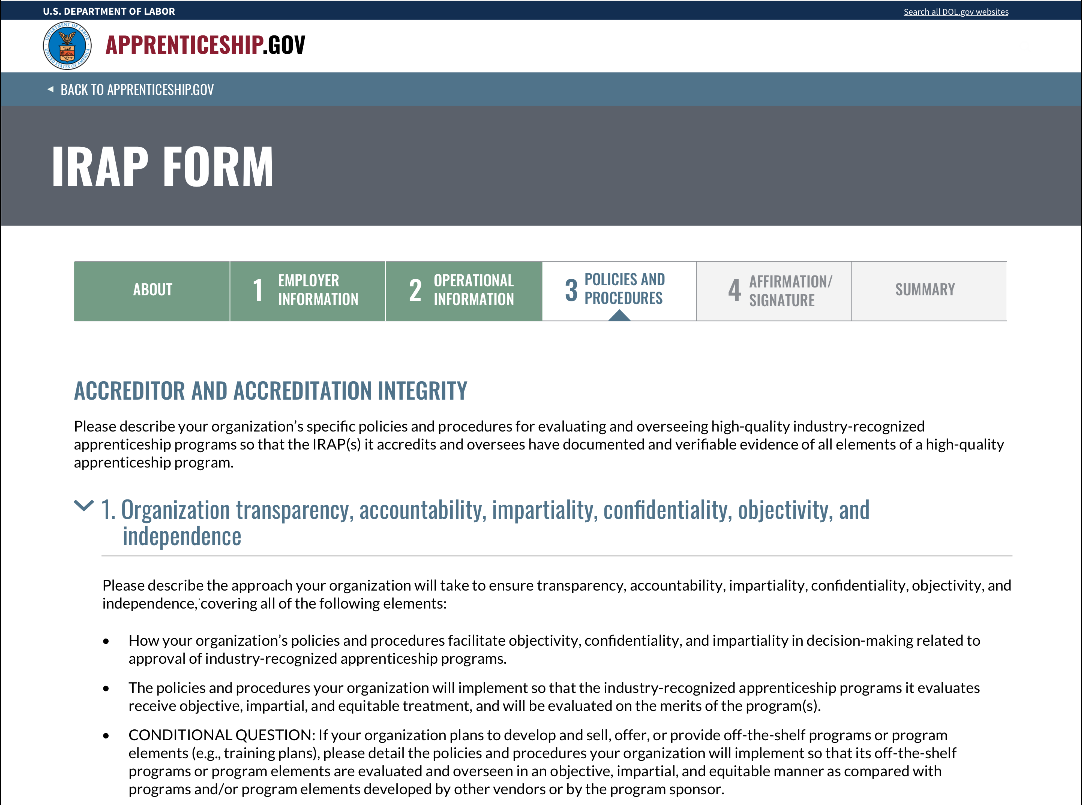 U.S. DEPARTMENT OF LABOR
Search all DOL.gov websites
APPRENTICESHIP.GOV
BACK TO APPRENTICESHIP.GOV
IRAP FORM
ABOUT
1 EMPLOYER
INFORMATION
2 OPERATIONAL
INFORMATION
3 POLICIES AND
PROCEDURES
4 AFFIRMATION/
SIGNATURE
SUMMARY
ACCREDITOR AND ACCREDITATION INTEGRITY
Please describe your organization's specific policies and procedures for evaluating and overseeing high-quality industry-recognized
apprenticeship programs so that the IRAP(s) it accredits and oversees have documented and verifiable evidence of all elements of a high-quality
apprenticeship program.
1. Organization transparency, accountability, impartiality, confidentiality, objectivity, and
independence
Please describe the approach your organization will take to ensure transparency, accountability, impartiality, confidentiality, objectivity, and
independence, covering all of the following elements:
• How your organization's policies and procedures facilitate objectivity, confidentiality, and impartiality in decision-making related to
approval of industry-recognized apprenticeship programs.
• The policies and procedures your organization will implement so that the industry-recognized apprenticeship programs it evaluates
receive objective, impartial, and equitable treatment, and will be evaluated on the merits of the program(s).
• CONDITIONAL QUESTION: If your organization plans to develop and sell, offer, or provide off-the-shelf programs or program
elements (e.g., training plans), please detail the policies and procedures your organization will implement so that its off-the-shelf
programs or program elements are evaluated and overseen in an objective, impartial, and equitable manner as compared with
programs and/or program elements developed by other vendors or by the program sponsor.